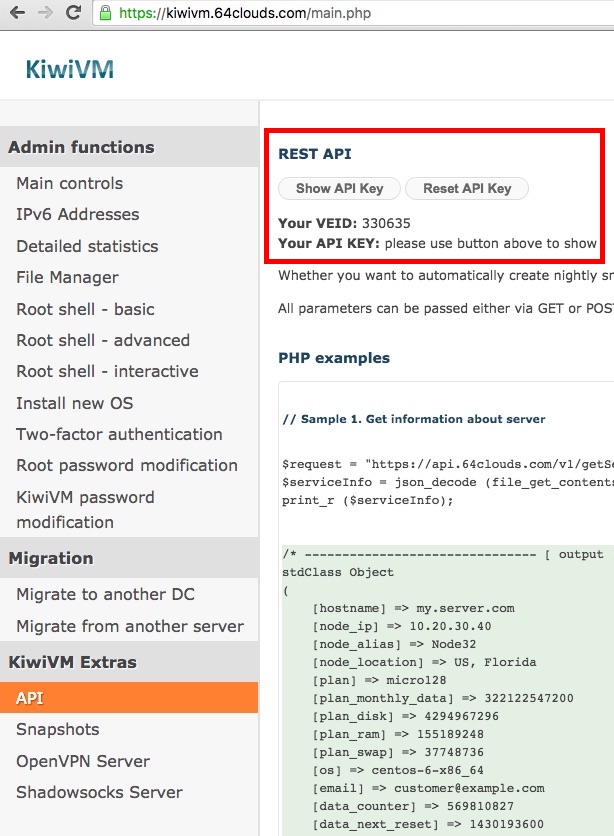 https://kiwivm.64clouds.com/main.php
KiwiVM
Admin functions
Main controls
IPv6 Addresses
Detailed statistics
File Manager
Root shell - basic
Root shell - advanced
Root shell - interactive
Install new OS
Two-factor authentication
Root password modification
KiwiVM password
modification
Migration
Migrate to another DC
Migrate from another server
KiwiVM Extras
API
Snapshots
OpenVPN Server
Shadowsocks Server
REST API
Show API Key Reset API Key
Your VEID: 330635
Your API KEY: please use button above to show
Whether you want to automatically create nightly sn
All parameters can be passed either via GET or POST
PHP examples
// Sample 1. Get information about server
$request = "https://api.64clouds.com/v1/getSe
$serviceInfo = json_decode (file_get_contents
print_r ($serviceInfo);
/* ------------------------------- [ output
stdClass Object
(
[hostname] => my.server.com
[node_ip] => 10.20.30.40
[node_alias] => Node32
[node_location] => US, Florida
[plan] => micro128
[plan_monthly_data] => 322122547200
[plan_disk] => 4294967296
[plan_ram] => 155189248
[plan_swap] => 37748736
[os] => centos-6-x86_64
[email] => customer@example.com
[data_counter] => 569810827
[data_next_reset] => 1430193600